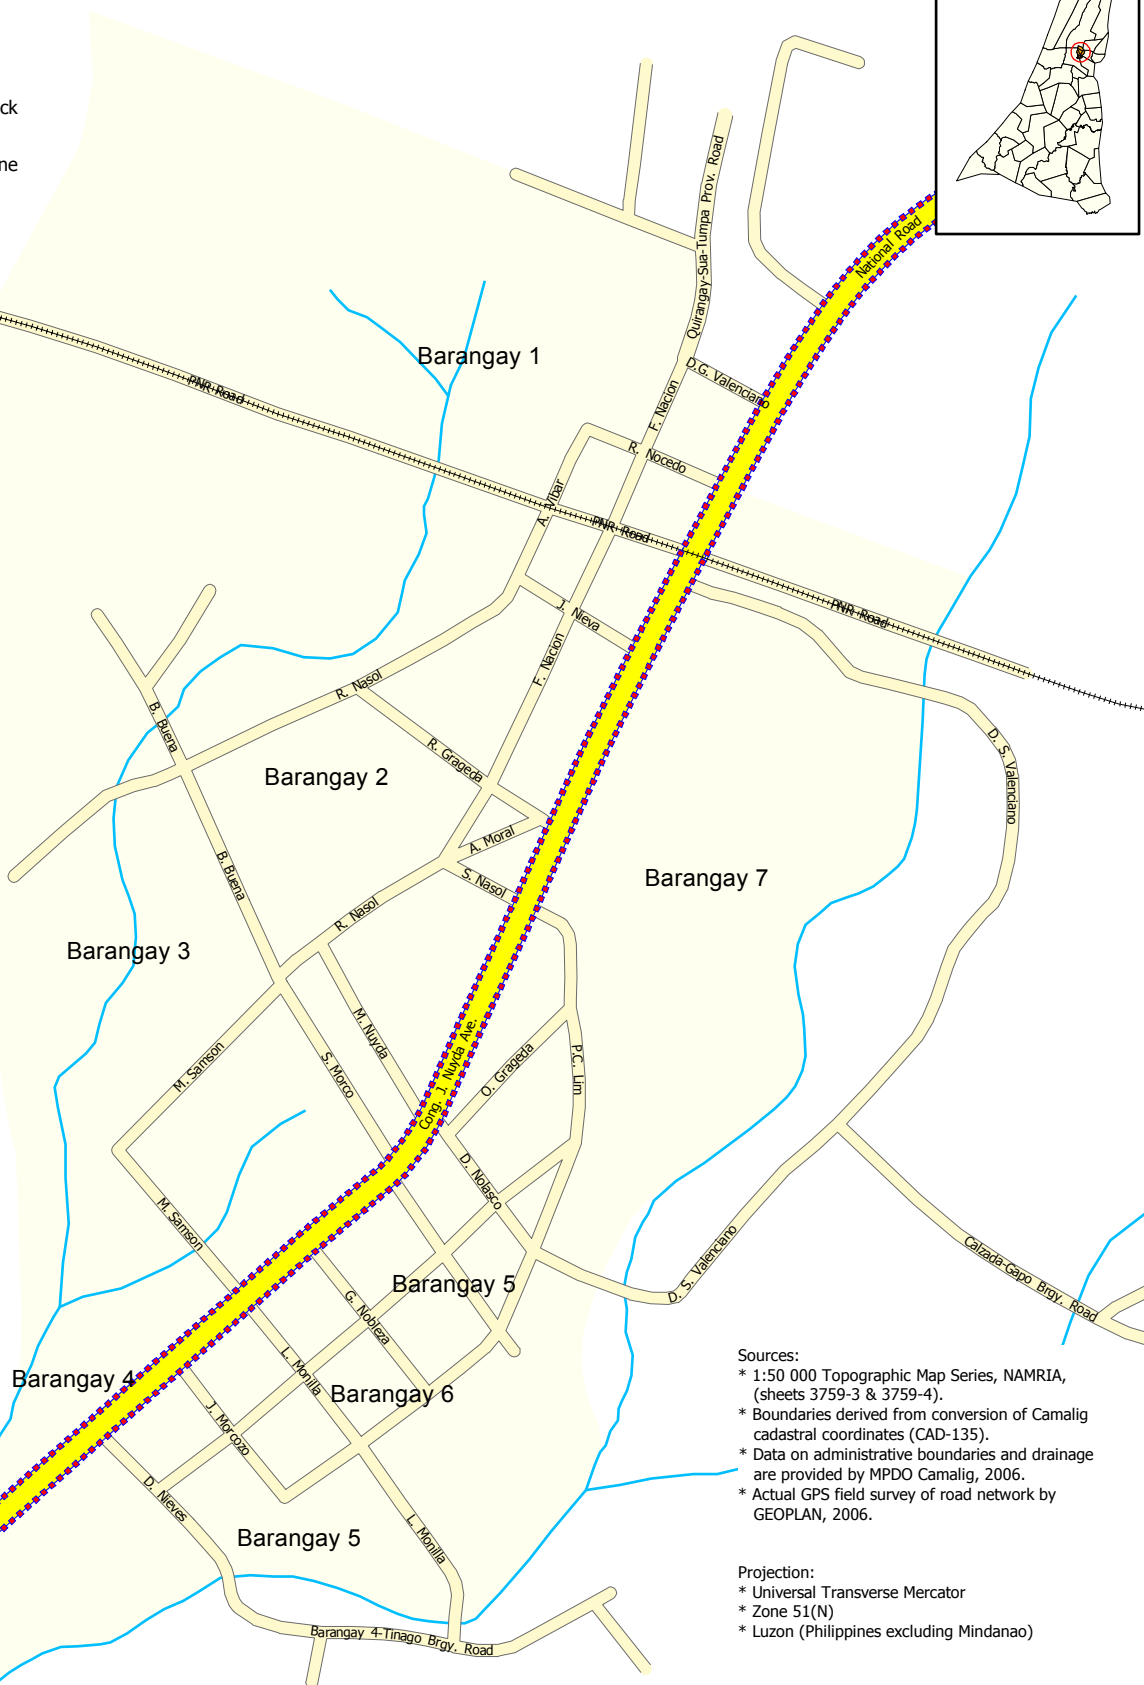 ck
ne
Quirangay-Sua-Tumpa Prov. Road
National Road
Barangay 1
D.G. Valenciano
PNR Road
F. Nacion
R. Nocedo
A. Vibar
PNR Road
J. Nieva
PNR Road
F. Nacion
R. Nasol
B. Buena
R. Grageda
D. S. Valenciano
Barangay 2
A. Moral
B. Buena
S. Nasol
Barangay 7
R. Nasol
Barangay 3
M. Nuyda
Cong. J. Nuyda Ave.
M. Samson
S. Morco
O. Grageda
P.C. Lim
D. Nolasco
M. Samson
D. S. Valenciano
Calzada-Gapo Brgy. Road
Barangay 5
G. Nobleza
Barangay 4
L. Monilla
Barangay 6
J. Morcozo
D. Nieves
L. Monilla
Barangay 5
Barangay 4-Tinago Brgy. Road
Sources:
* 1:50 000 Topographic Map Series, NAMRIA,
(sheets 3759-3 & 3759-4).
* Boundaries derived from conversion of Camalig
cadastral coordinates (CAD-135).
* Data on administrative boundaries and drainage
are provided by MPDO Camalig, 2006.
* Actual GPS field survey of road network by
GEOPLAN, 2006.
Projection:
* Universal Transverse Mercator
* Zone 51(N)
* Luzon (Philippines excluding Mindanao)